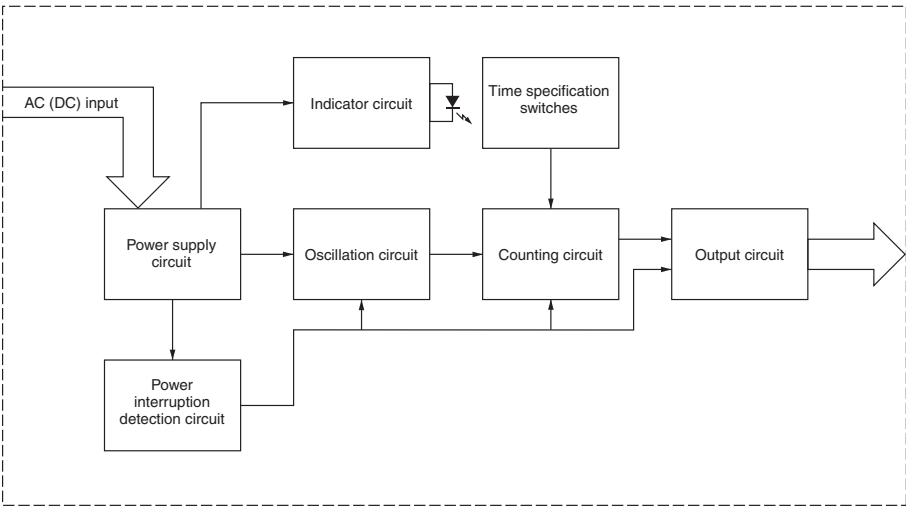 AC (DC) input
Indicator circuit
Time specification
switches
Power supply
circuit
Oscillation circuit
Counting circuit
Output circuit
Power
interruption
detection circuit